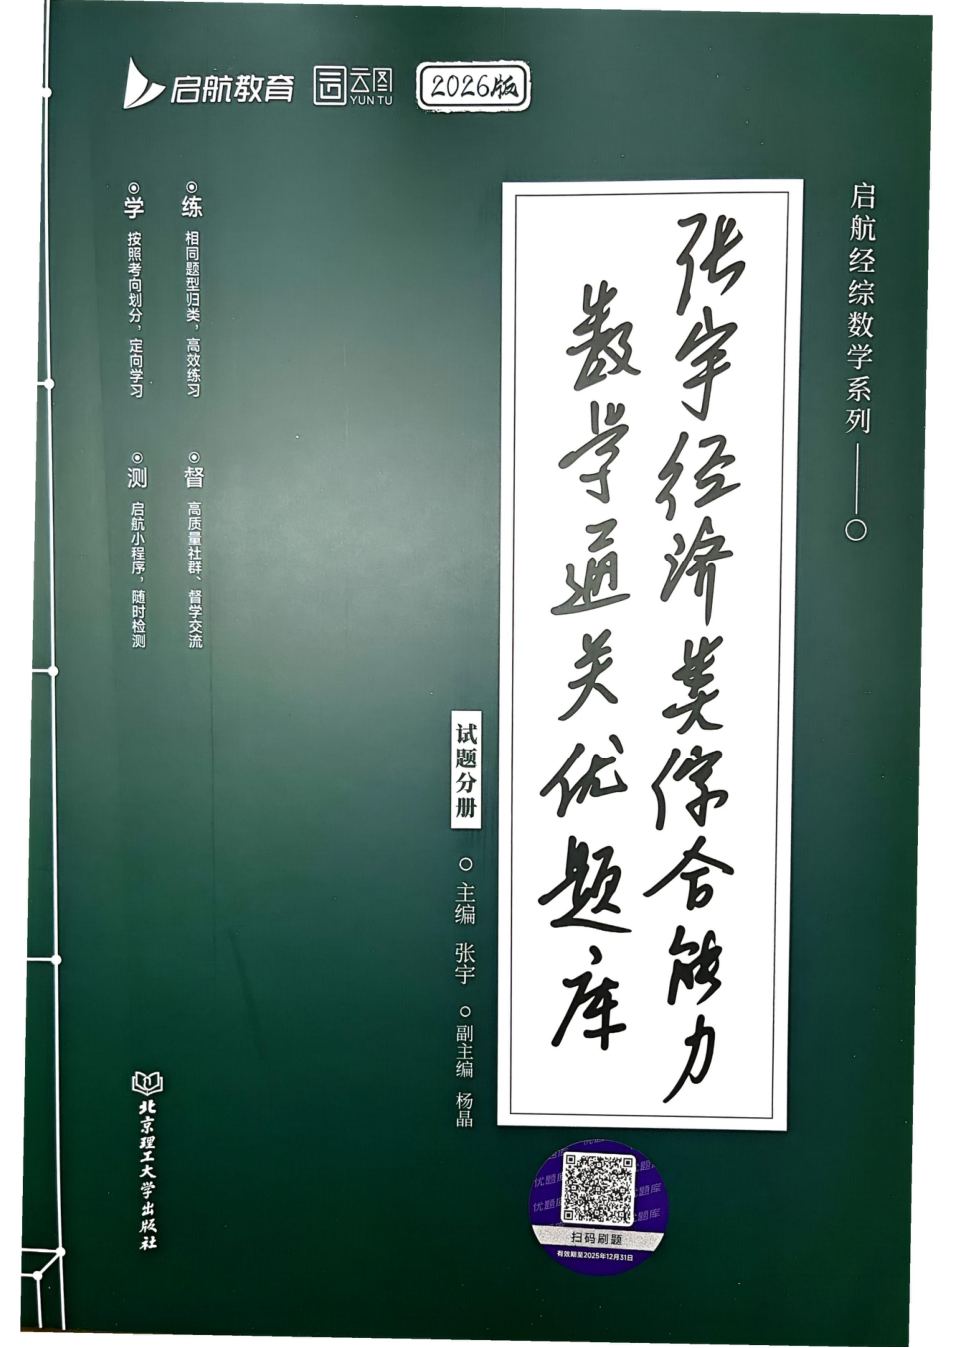 启航教育
云图
YUN TU
2026版
启航经综数学系列
张宇经济类综合能力
数学通关优题库
试题分册
主编 张宇
副主编 杨晶
练
相同题型归类，高效练习
学
按照考向划分，定向学习
督
高质量社群、督学交流
测
启航小程序，随时检测
北京理工大学出版社
优题库
优题库
扫码刷题
有效期至2025年12月31日